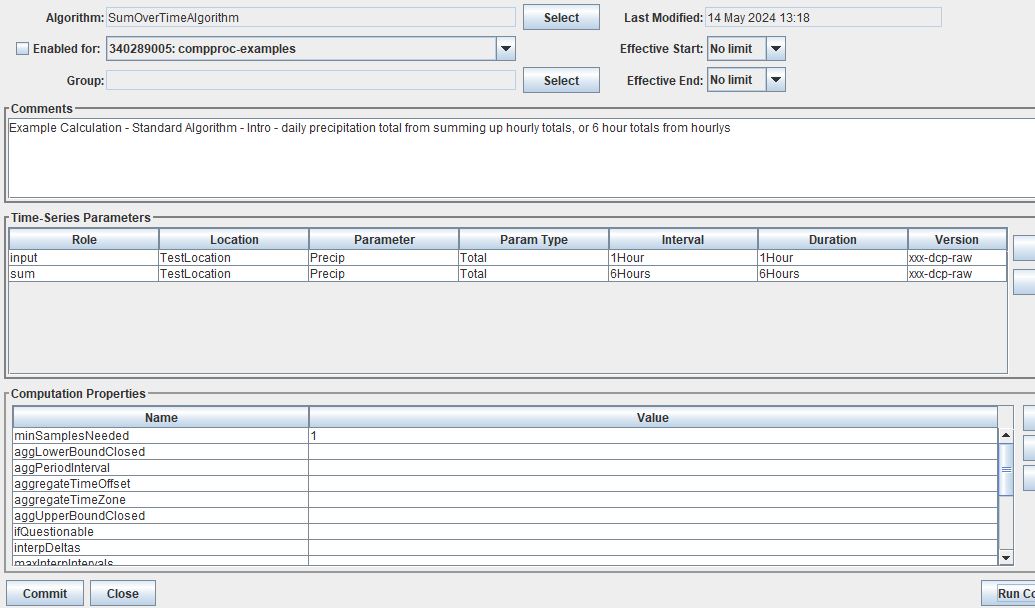 Algorithm: SumOverTimeAlgorithm Select Last Modified: 14 May 2024 13:18
Enabled for: 340289005: compproc-examples Effective Start: No limit
Group: Select Effective End: No limit
Comments
Example Calculation - Standard Algorithm - Intro - daily precipitation total from summing up hourly totals, or 6 hour totals from hourlys
Time-Series Parameters
Role Location Parameter Param Type Interval Duration Version
input TestLocation Precip Total 1Hour 1Hour xxx-dcp-raw
sum TestLocation Precip Total 6Hours 6Hours xxx-dcp-raw
Computation Properties
Name Value
minSamplesNeeded 1
aggLowerBoundClosed
aggPeriodInterval
aggregateTimeOffset
aggregateTimeZone
aggUpperBoundClosed
ifQuestionable
interpDeltas
maxInterpIntervals
Commit Close Run Co